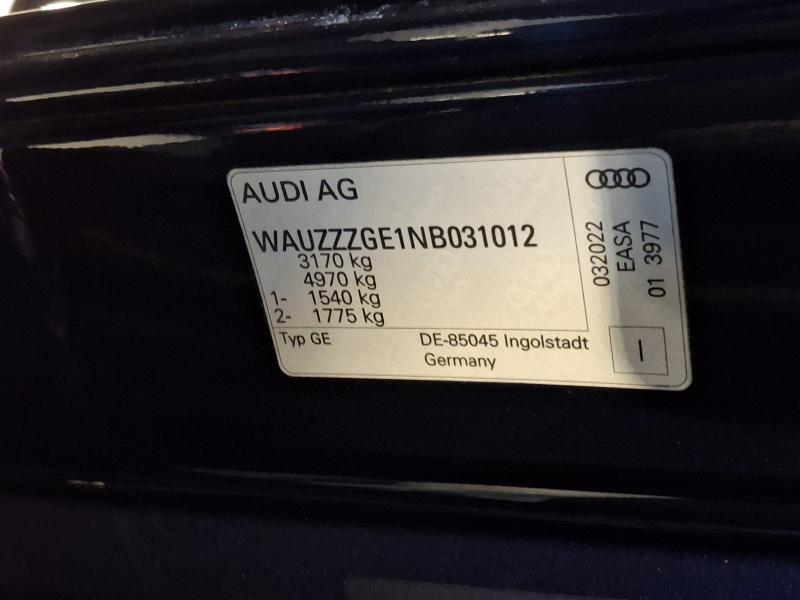 AUDI AG
WAUZZZGE1NB031012
3170 kg
4970 kg
1- 1540 kg
2- 1775 kg
Typ GE
DE-85045 Ingolstadt
Germany
032022
EASA
01 3977
I